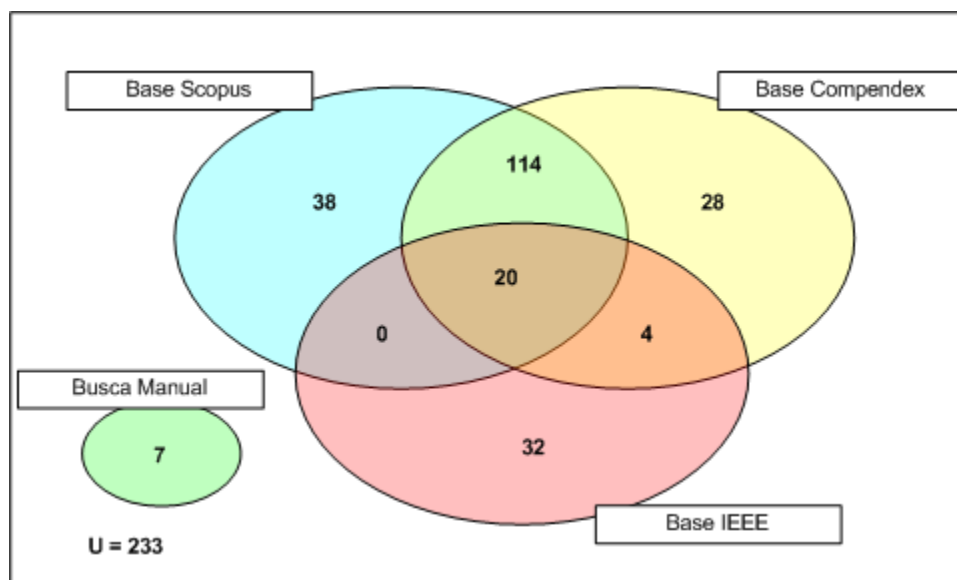 Base Scopus
Base Compendex
114
38
28
20
0
4
Busca Manual
7
32
Base IEEE
U = 233